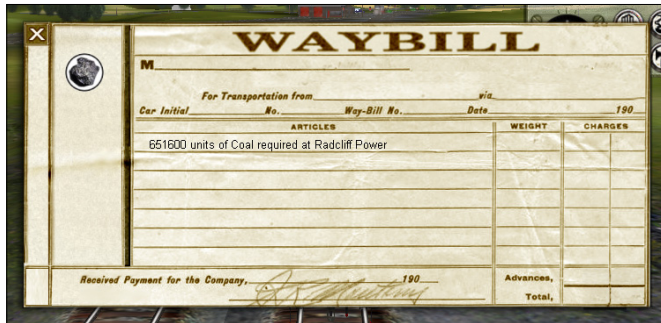 WAYBILL
M
For Transportation from via
Car Initial No. Way-Bill No. Date 190
ARTICLES WEIGHT CHARGES
651600 units of Coal required at Radcliff Power
Received Payment for the Company, 190 Advances,
Total,